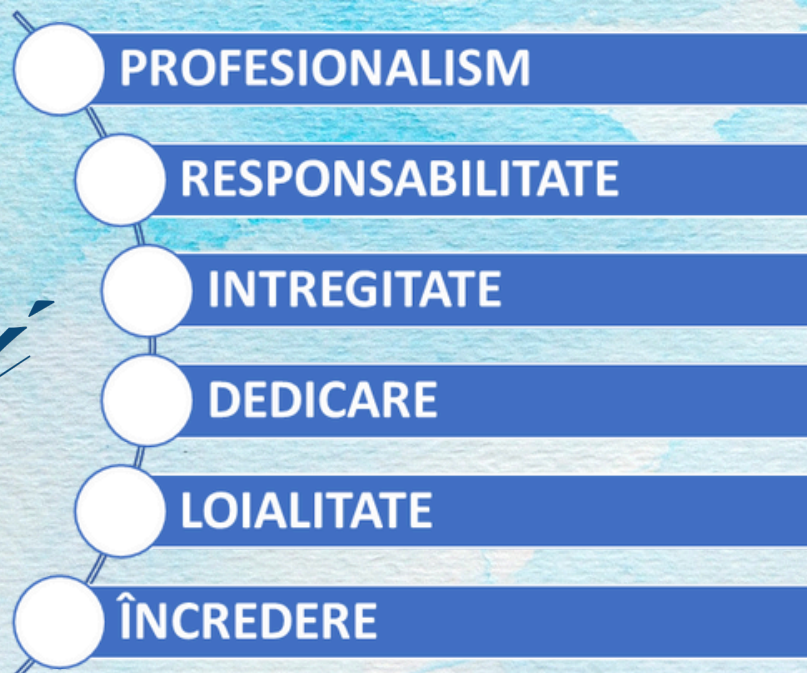 PROFESIONALISM
RESPONSABILITATE
INTREGITATE
DEDICARE
LOIALITATE
ÎNCREDERE